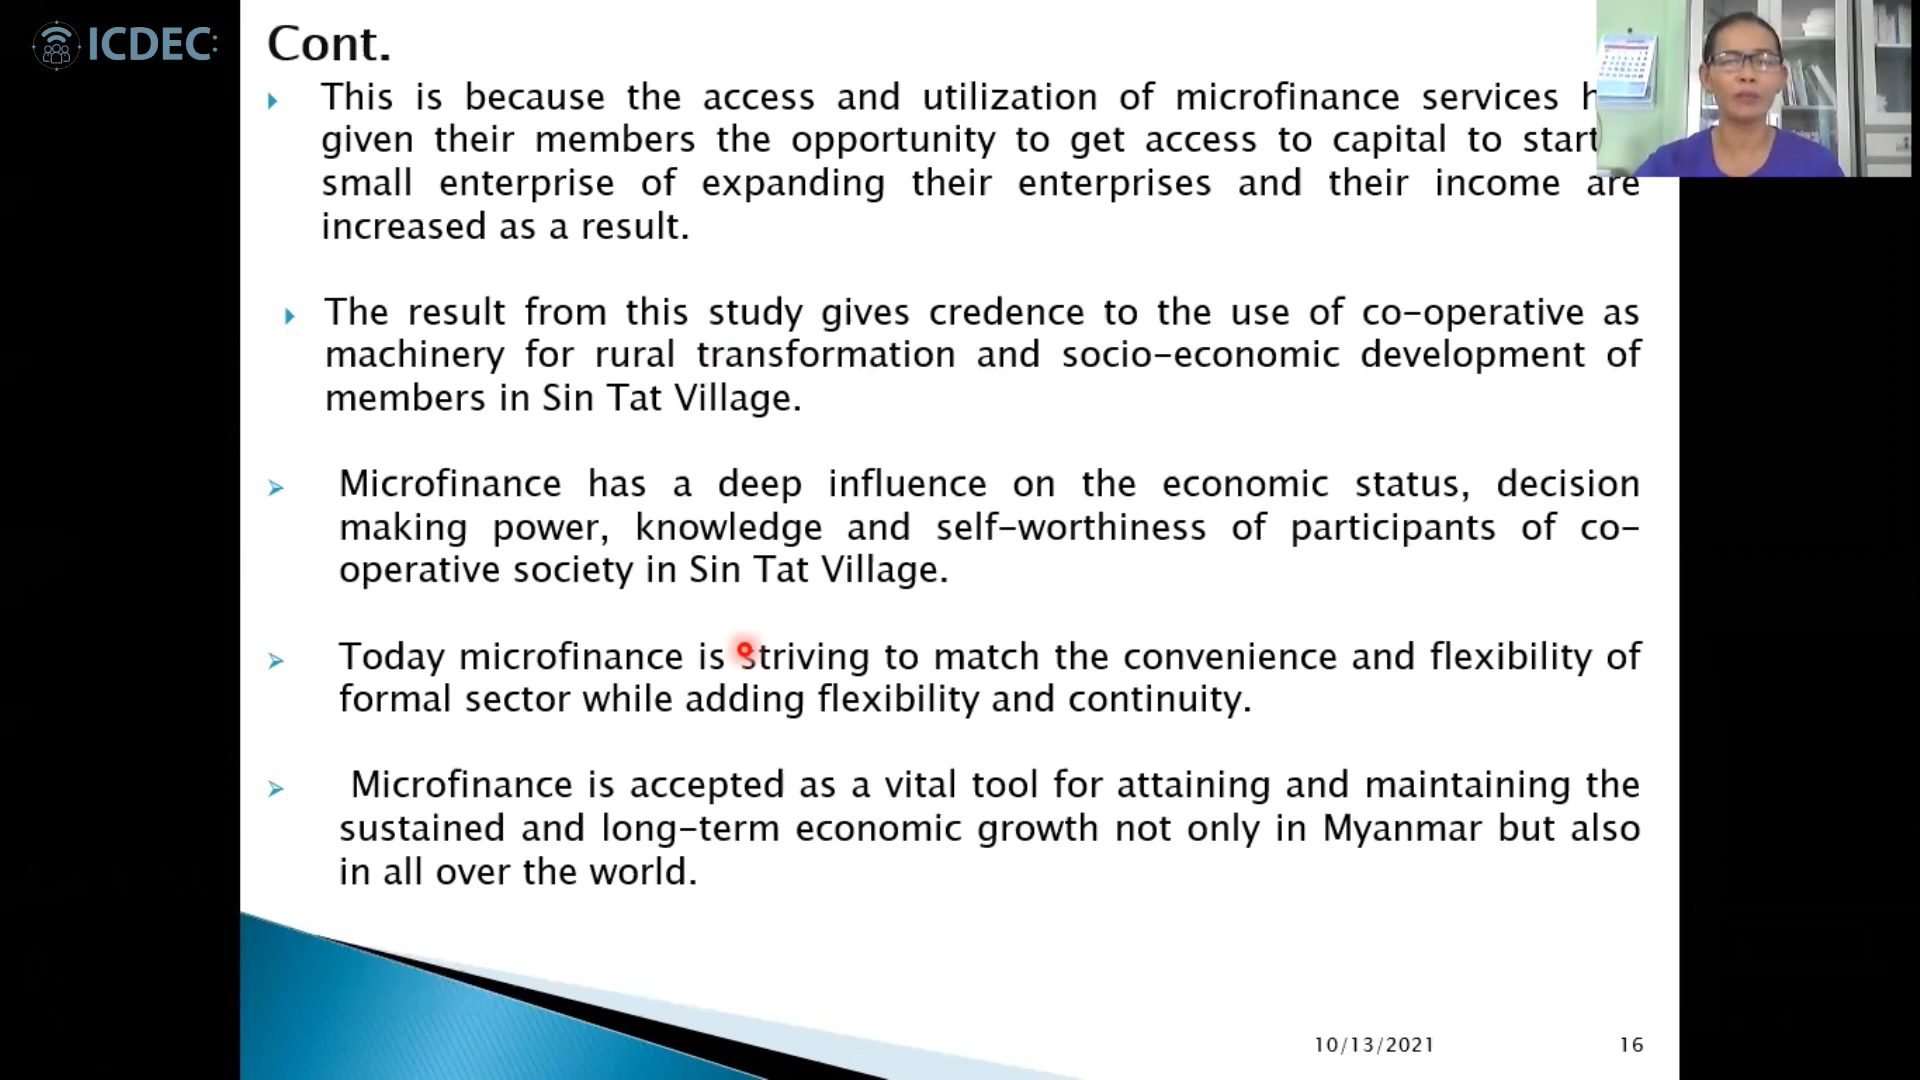 ICDEC:
Cont.
This is because the access and utilization of microfinance services
given their members the opportunity to get access to capital to start
small enterprise of expanding their enterprises and their income are
increased as a result.
The result from this study gives credence to the use of co-operative as
machinery for rural transformation and socio-economic development of
members in Sin Tat Village.
Microfinance has a deep influence on the economic status, decision
making power, knowledge and self-worthiness of participants of co-
operative society in Sin Tat Village.
Today microfinance is striving to match the convenience and flexibility of
formal sector while adding flexibility and continuity.
Microfinance is accepted as a vital tool for attaining and maintaining the
sustained and long-term economic growth not only in Myanmar but also
in all over the world.
10/13/2021 16